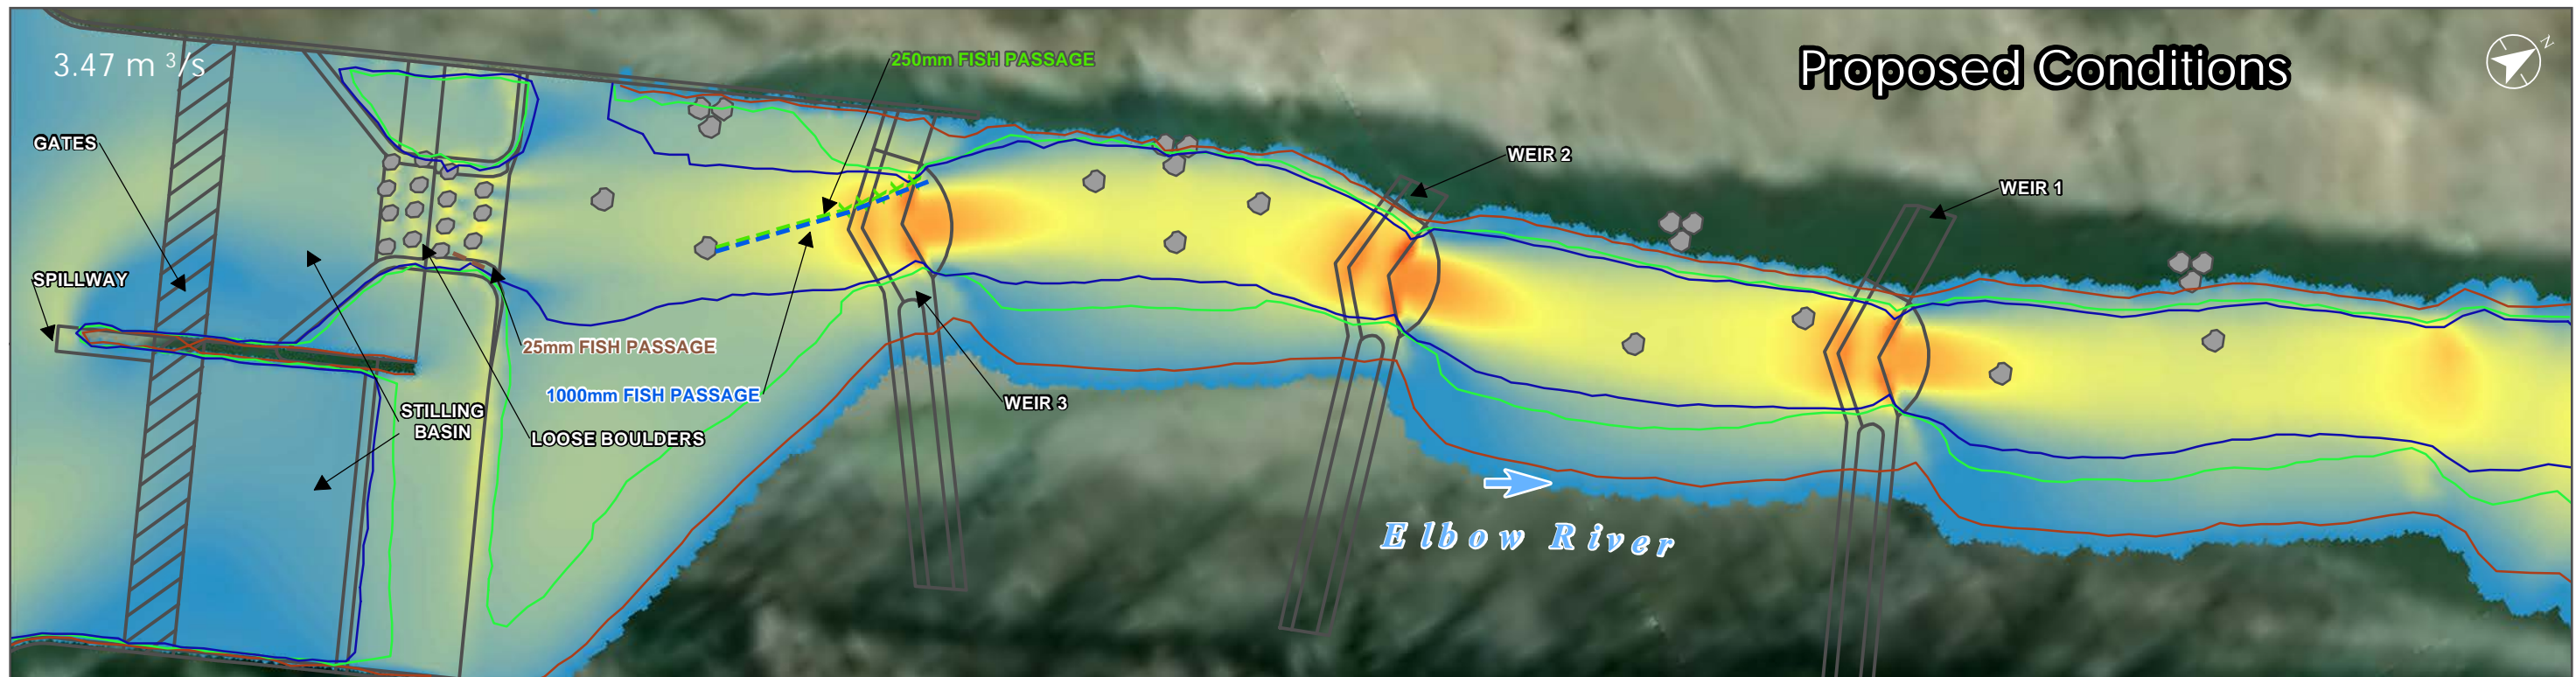 3.47 m ³/s
250mm FISH PASSAGE
Proposed Conditions
N
GATES
WEIR 2
WEIR 1
SPILLWAY
25mm FISH PASSAGE
1000mm FISH PASSAGE
WEIR 3
STILLING
BASIN
LOOSE BOULDERS
Elbow River